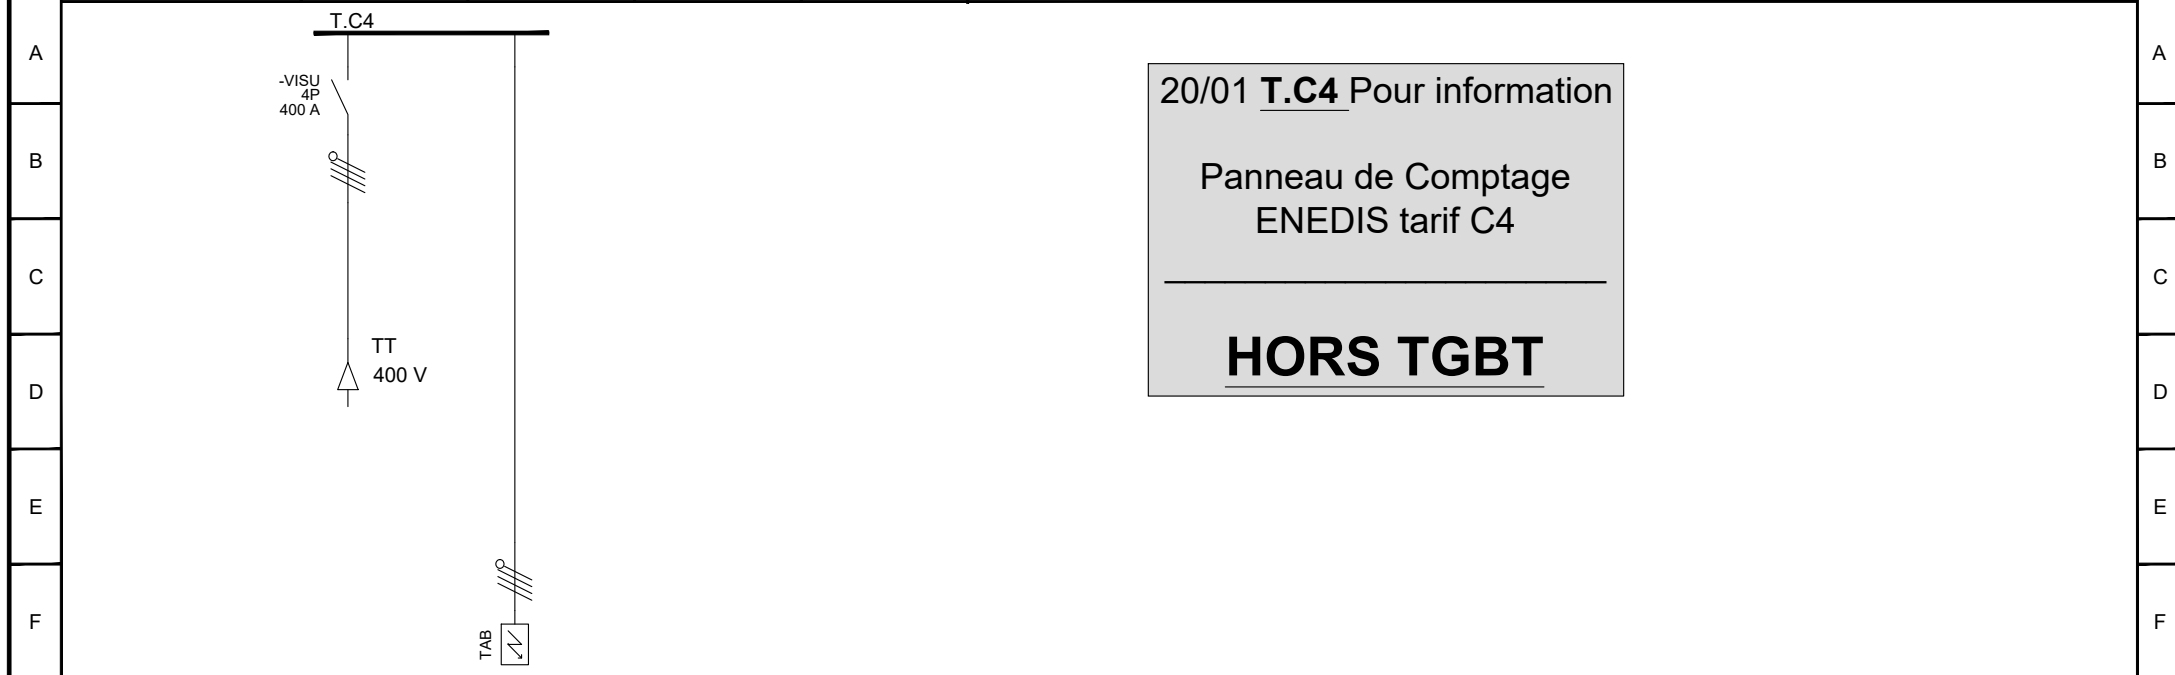 T.C4
A
A
-VISU
4P
400 A
20/01 T.C4 Pour information
B
B
Panneau de Comptage
ENEDIS tarif C4
C
C
TT
400 V
HORS TGBT
D
D
E
E
F
F
TAB